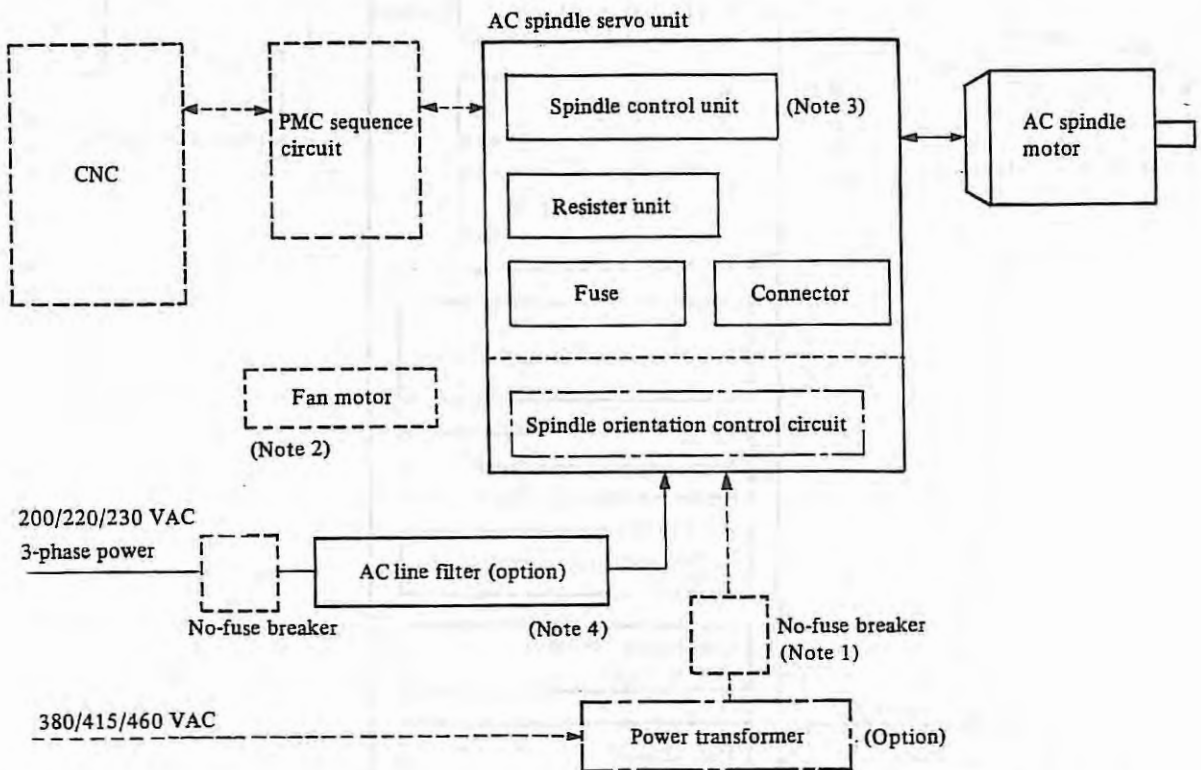 AC spindle servo unit
CNC
PMC sequence
circuit
Spindle control unit
(Note 3)
AC spindle
motor
Resister unit
Fuse
Connector
Fan motor
(Note 2)
Spindle orientation control circuit
200/220/230 VAC
3-phase power
AC line filter (option)
No-fuse breaker
(Note 4)
No-fuse breaker
(Note 1)
380/415/460 VAC
Power transformer
(Option)